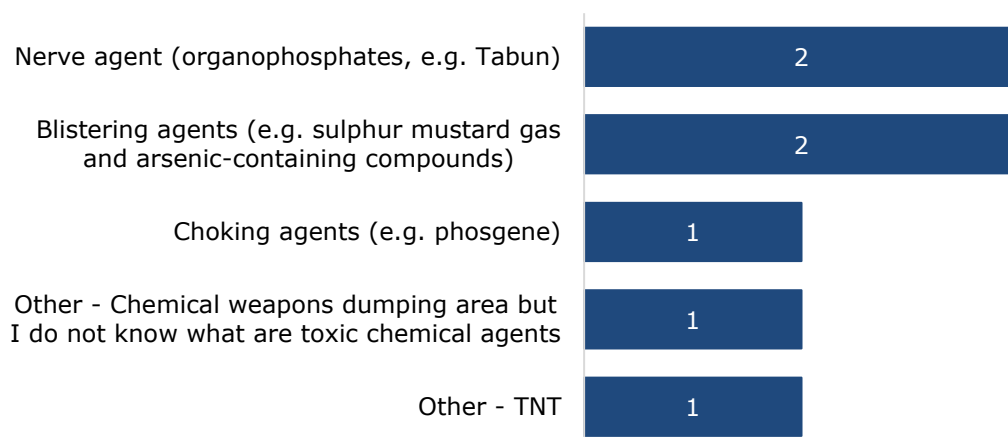 Nerve agent (organophosphates, e.g. Tabun)
2
Blistering agents (e.g. sulphur mustard gas
and arsenic-containing compounds)
2
Choking agents (e.g. phosgene)
1
Other - Chemical weapons dumping area but
I do not know what are toxic chemical agents
1
Other - TNT
1